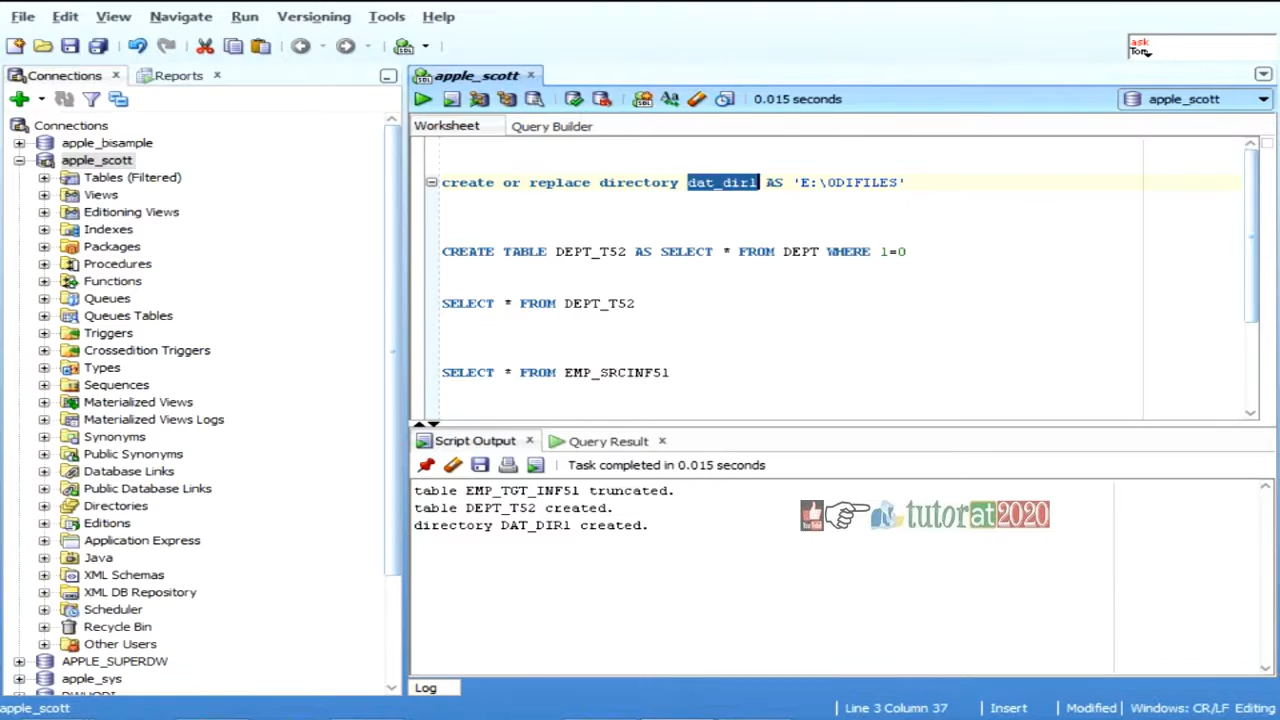 File Edit View Navigate Run Versioning Tools Help
ask
Tom
Connections
Reports
apple_scott
0.015 seconds
apple_scott
Worksheet
Query Builder
Connections
apple_bisample
apple_scott
Tables (Filtered)
Views
Editioning Views
Indexes
Packages
Procedures
Functions
Queues
Queues Tables
Triggers
Crossedition Triggers
Types
Sequences
Materialized Views
Materialized Views Logs
Synonyms
Public Synonyms
Database Links
Public Database Links
Directories
Editions
Application Express
Java
XML Schemas
XML DB Repository
Scheduler
Recycle Bin
Other Users
APPLE_SUPERDW
apple_sys
create or replace directory dat_dir1 AS 'E:\ODIFILES'
CREATE TABLE DEPT_T52 AS SELECT * FROM DEPT WHERE 1=0
SELECT * FROM DEPT_T52
SELECT * FROM EMP_SRCINF51
Script Output
Query Result
Task completed in 0.015 seconds
table EMP_TGT_INF51 truncated.
table DEPT_T52 created.
directory DAT_DIR1 created.
tutorat2020
Log
apple_scott
Line 3 Column 37
Insert
Modified
Windows: CR/LF Editing